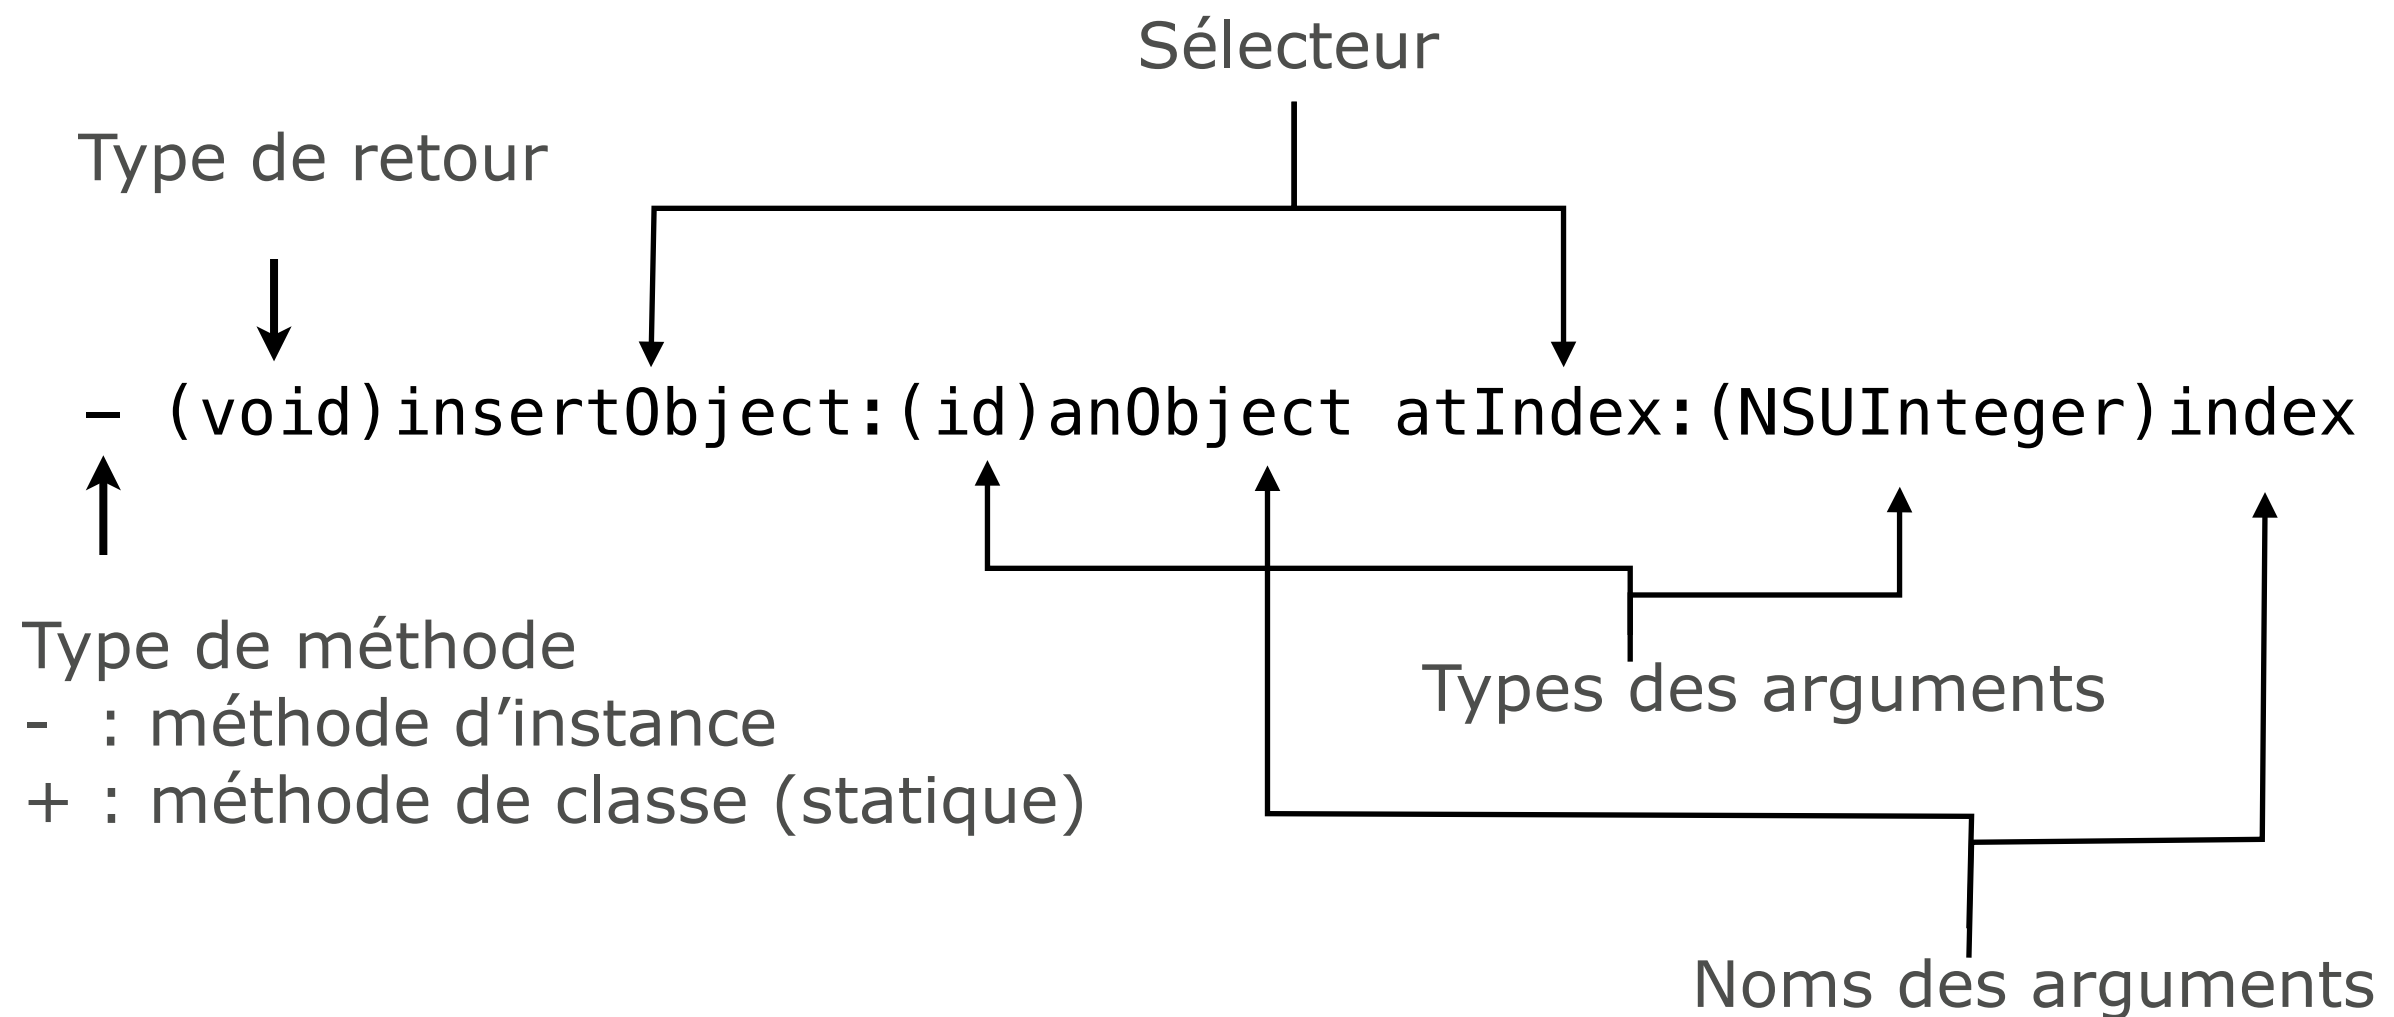 Sélecteur
Type de retour
- (void)insertObject:(id)anObject atIndex:(NSUInteger)index
Type de méthode
- : méthode d’instance
+ : méthode de classe (statique)
Types des arguments
Noms des arguments